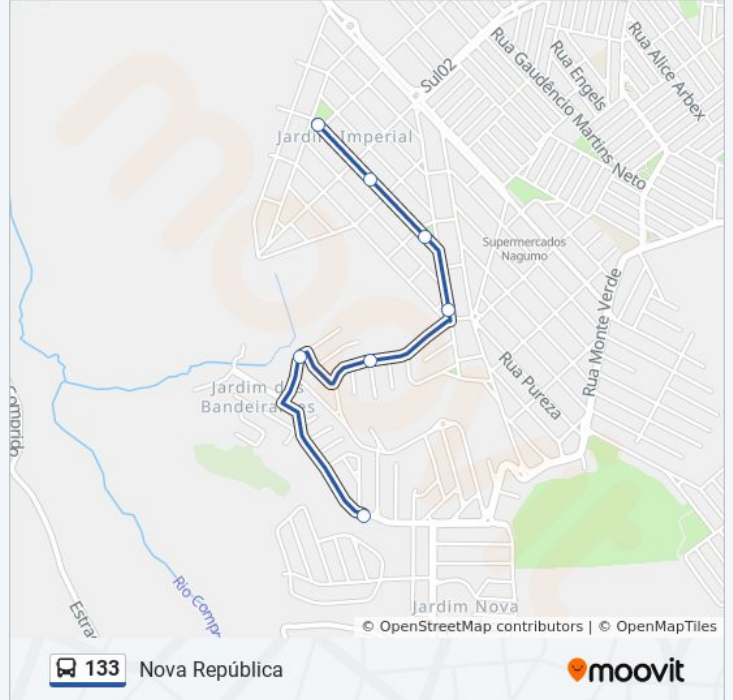 Sul02
Rua Gaudêncio Martins Neto
Rua Engels
Rua Alice Arbex
Jardim Imperial
Supermercados
Nagumo
Rua Monte Verde
Rua Pureza
Jardim das
Bandeirantes
Comprido
Rio Compr
Estra
Jardim Nova
© OpenStreetMap contributors | © OpenMapTiles
133 Nova República
moovit